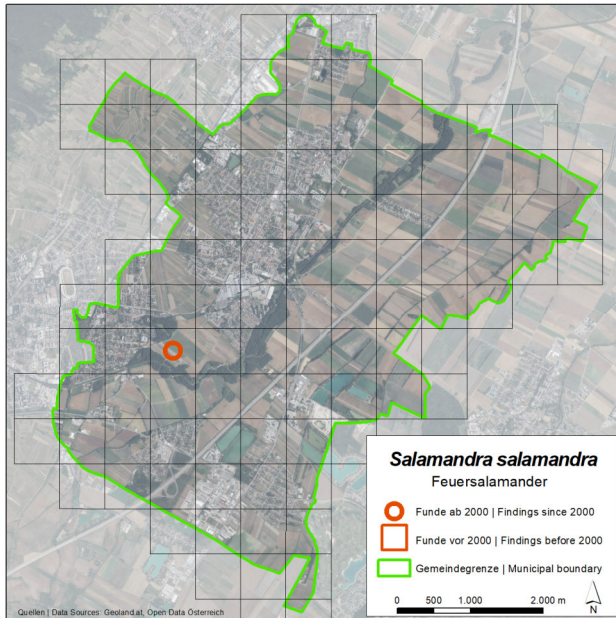 Salamandra salamandra
Feuersalamander
Funde ab 2000 | Findings since 2000
Funde vor 2000 | Findings before 2000
Gemeindegrenze | Municipal boundary
0 500 1.000 2.000 m
N
Quellen | Data Sources: Geoland.at, Open Data Österreich